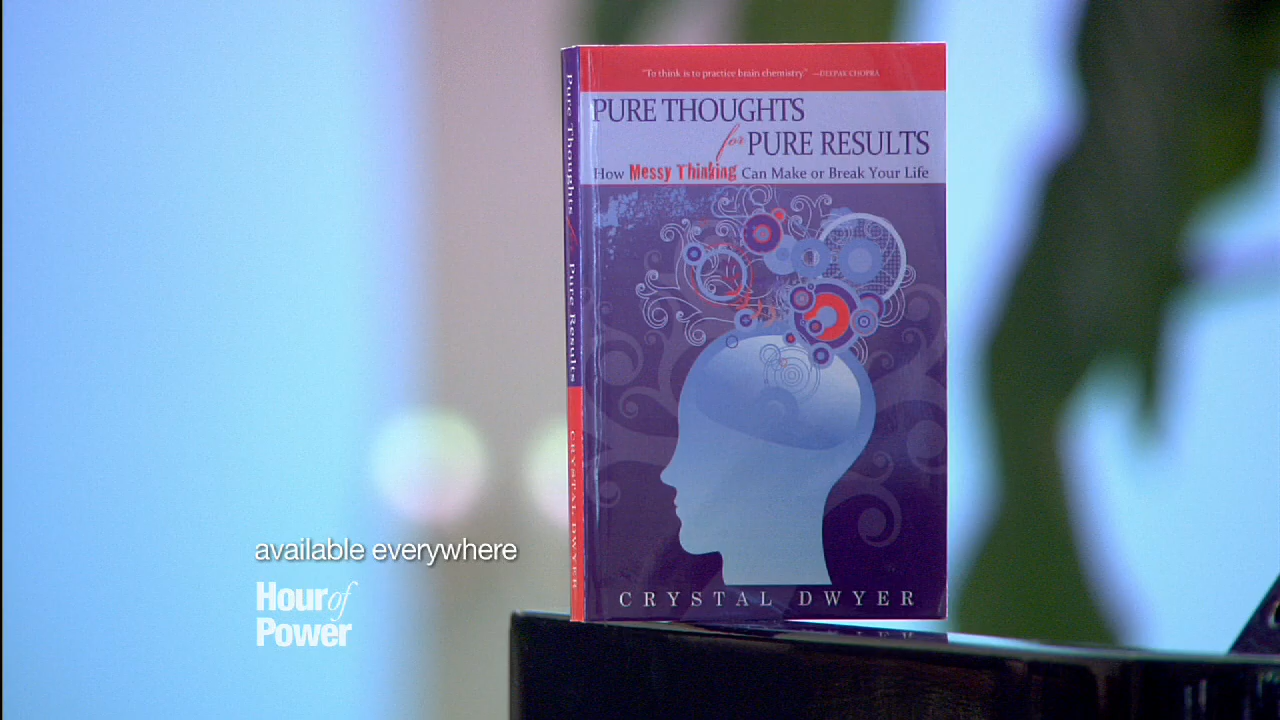 "To think is to practice brain chemistry." —DEEPAK CHOPRA
PURE THOUGHTS
for PURE RESULTS
How Messy Thinking Can Make or Break Your Life
CRYSTAL DWYER
Pure Thoughts for Pure Results
CRYSTAL DWYER
available everywhere
Hour of
Power